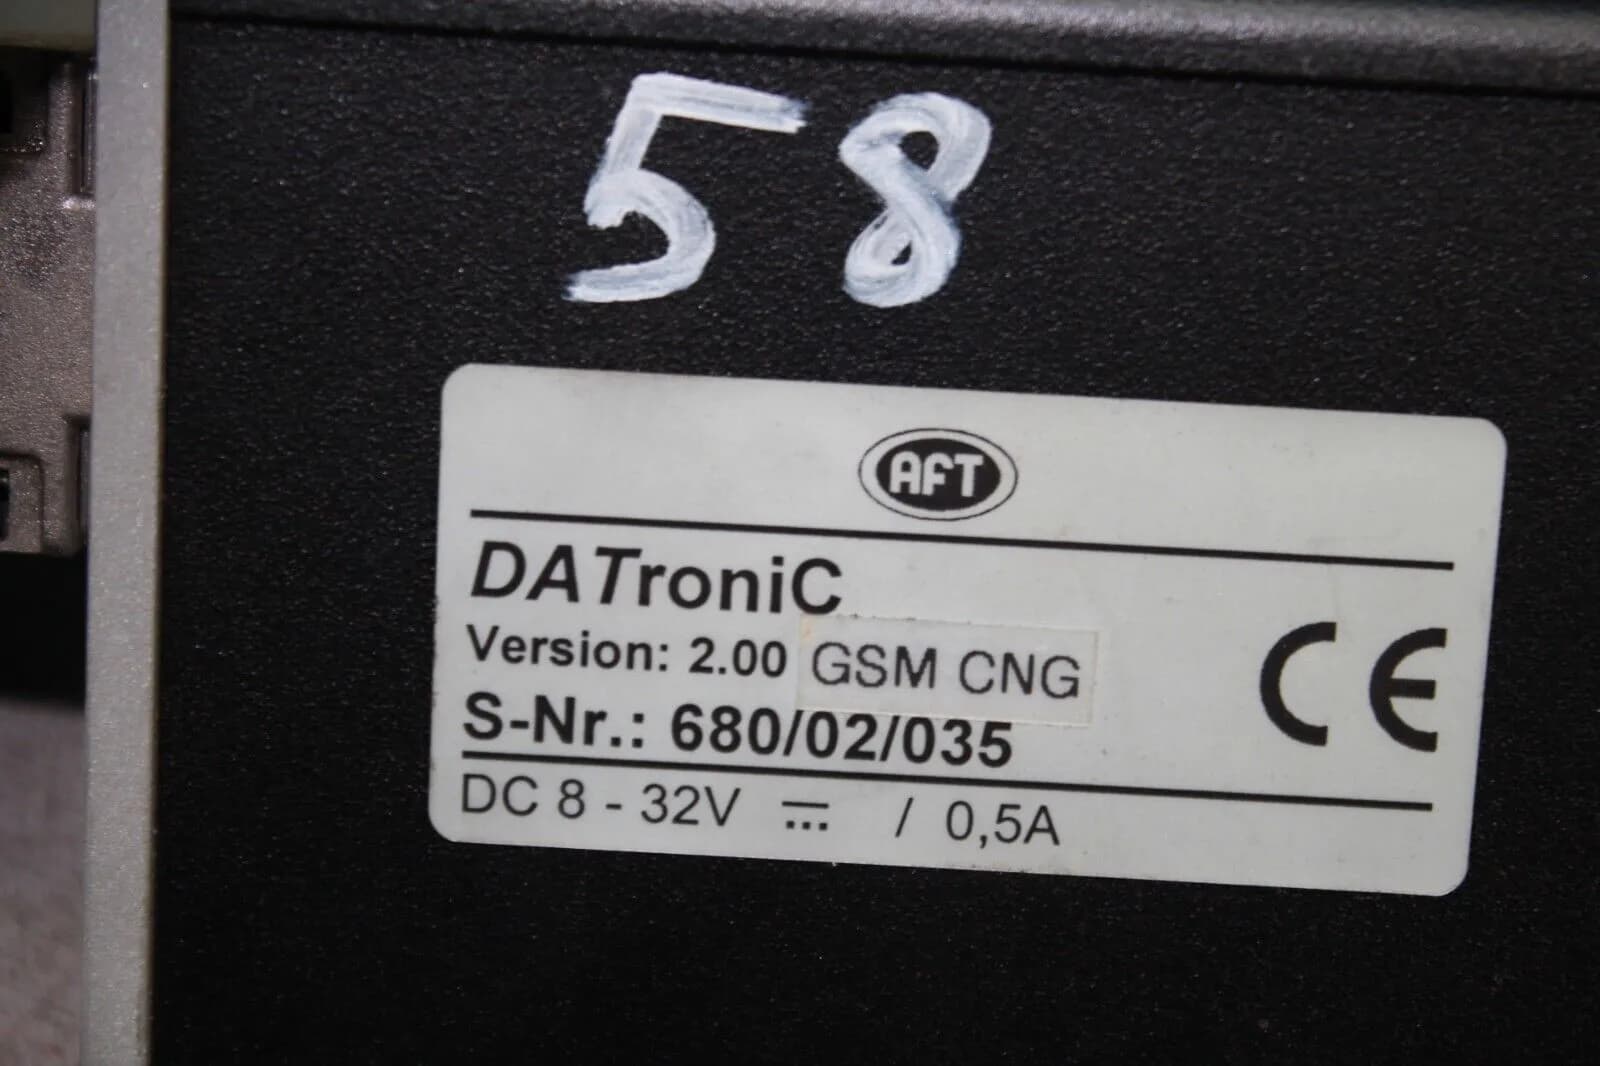 58
AFT
DATroniC
Version: 2.00 GSM CNG
S-Nr.: 680/02/035
CE
DC 8 - 32V ⎓ / 0,5A